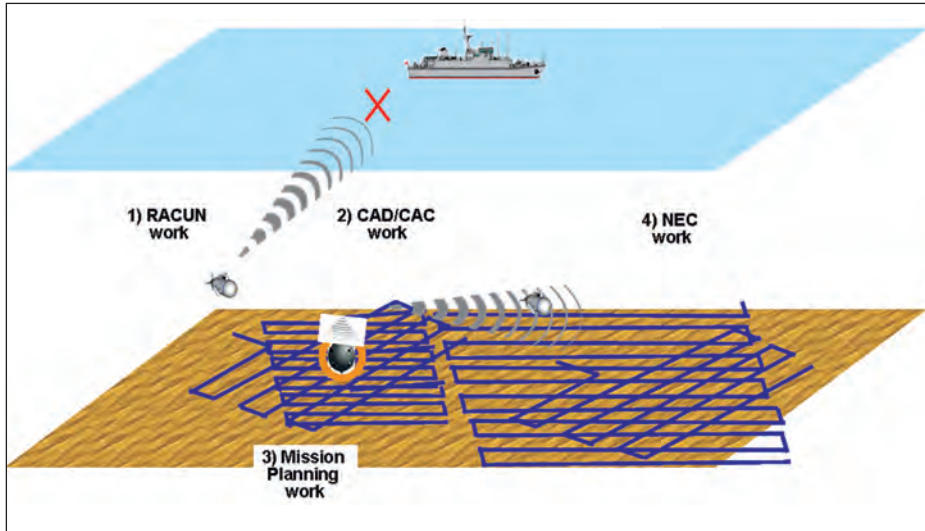 1) RACUN
work
2) CAD/CAC
work
4) NEC
work
3) Mission
Planning
work